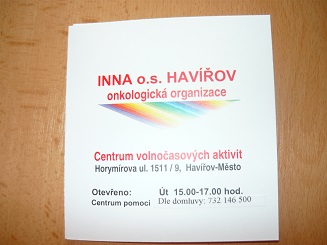 INNA o.s. HAVÍŘOV
onkologická organizace
Centrum volnočasových aktivit
Horymírova ul. 1511 / 9, Havířov-Město
Otevřeno: Út 15.00-17.00 hod.
Centrum pomoci Dle domluvy: 732 146 500